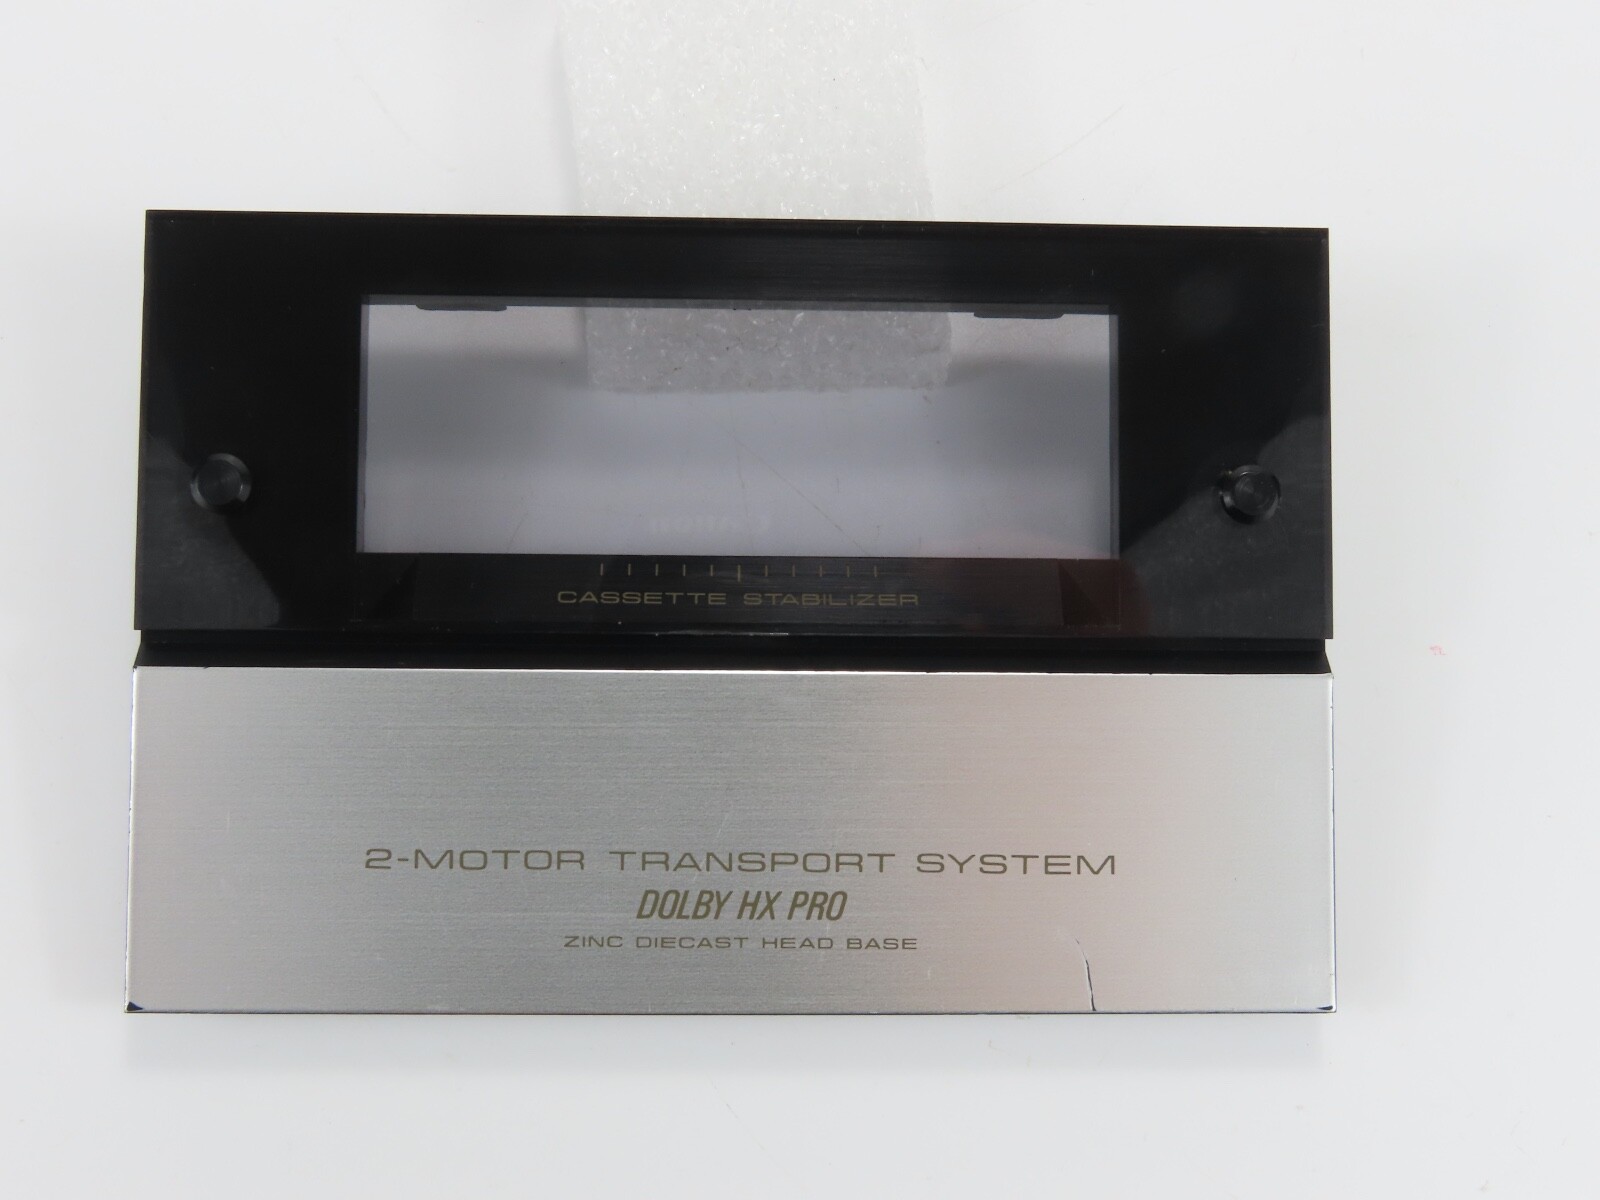 CASSETTE STABILIZER
2-MOTOR TRANSPORT SYSTEM
DOLBY HX PRO
ZINC DIECAST HEAD BASE